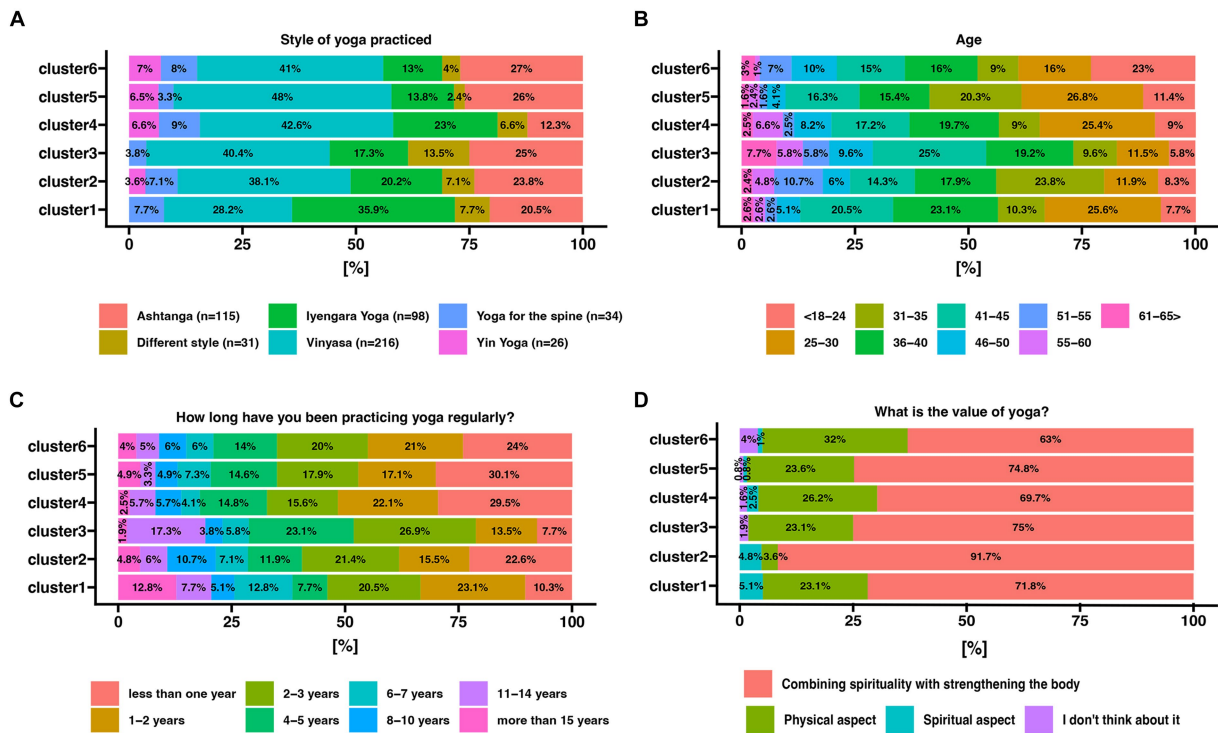 A
Style of yoga practiced
cluster6 7% 8% 41% 13% 4% 27%
cluster5 6.5% 3.3% 48% 13.8% 2.4% 26%
cluster4 6.6% 9% 42.6% 23% 6.6% 12.3%
cluster3 3.8% 40.4% 17.3% 13.5% 25%
cluster2 3.6% 7.1% 38.1% 20.2% 7.1% 23.8%
cluster1 7.7% 28.2% 35.9% 7.7% 20.5%
0 25 50 75 100
[%]
Ashtanga (n=115) Iyengara Yoga (n=98) Yoga for the spine (n=34)
Different style (n=31) Vinyasa (n=216) Yin Yoga (n=26)
B
Age
cluster6 3% 1% 7% 10% 15% 16% 9% 16% 23%
cluster5 1.6% 2.4% 1.6% 4.1% 16.3% 15.4% 20.3% 26.8% 11.4%
cluster4 2.5% 6.6% 2.5% 8.2% 17.2% 19.7% 9% 25.4% 9%
cluster3 7.7% 5.8% 5.8% 9.6% 25% 19.2% 9.6% 11.5% 5.8%
cluster2 2.4% 4.8% 10.7% 6% 14.3% 17.9% 23.8% 11.9% 8.3%
cluster1 2.6% 2.6% 2.6% 5.1% 20.5% 23.1% 10.3% 25.6% 7.7%
0 25 50 75 100
[%]
<18–24 31–35 41–45 51–55 61–65>
25–30 36–40 46–50 55–60
C
How long have you been practicing yoga regularly?
cluster6 4% 5% 6% 6% 14% 20% 21% 24%
cluster5 4.9% 3.3% 4.9% 7.3% 14.6% 17.9% 17.1% 30.1%
cluster4 2.5% 5.7% 5.7% 4.1% 14.8% 15.6% 22.1% 29.5%
cluster3 1.9% 17.3% 3.8% 5.8% 23.1% 26.9% 13.5% 7.7%
cluster2 4.8% 6% 10.7% 7.1% 11.9% 21.4% 15.5% 22.6%
cluster1 12.8% 7.7% 5.1% 12.8% 7.7% 20.5% 23.1% 10.3%
0 25 50 75 100
[%]
less than one year 2–3 years 6–7 years 11–14 years
1–2 years 4–5 years 8–10 years more than 15 years
D
What is the value of yoga?
cluster6 4% 1% 32% 63%
cluster5 0.8% 0.8% 23.6% 74.8%
cluster4 1.6% 2.5% 26.2% 69.7%
cluster3 1.9% 23.1% 75%
cluster2 4.8% 3.6% 91.7%
cluster1 5.1% 23.1% 71.8%
0 25 50 75 100
[%]
Combining spirituality with strengthening the body
Physical aspect Spiritual aspect I don't think about it